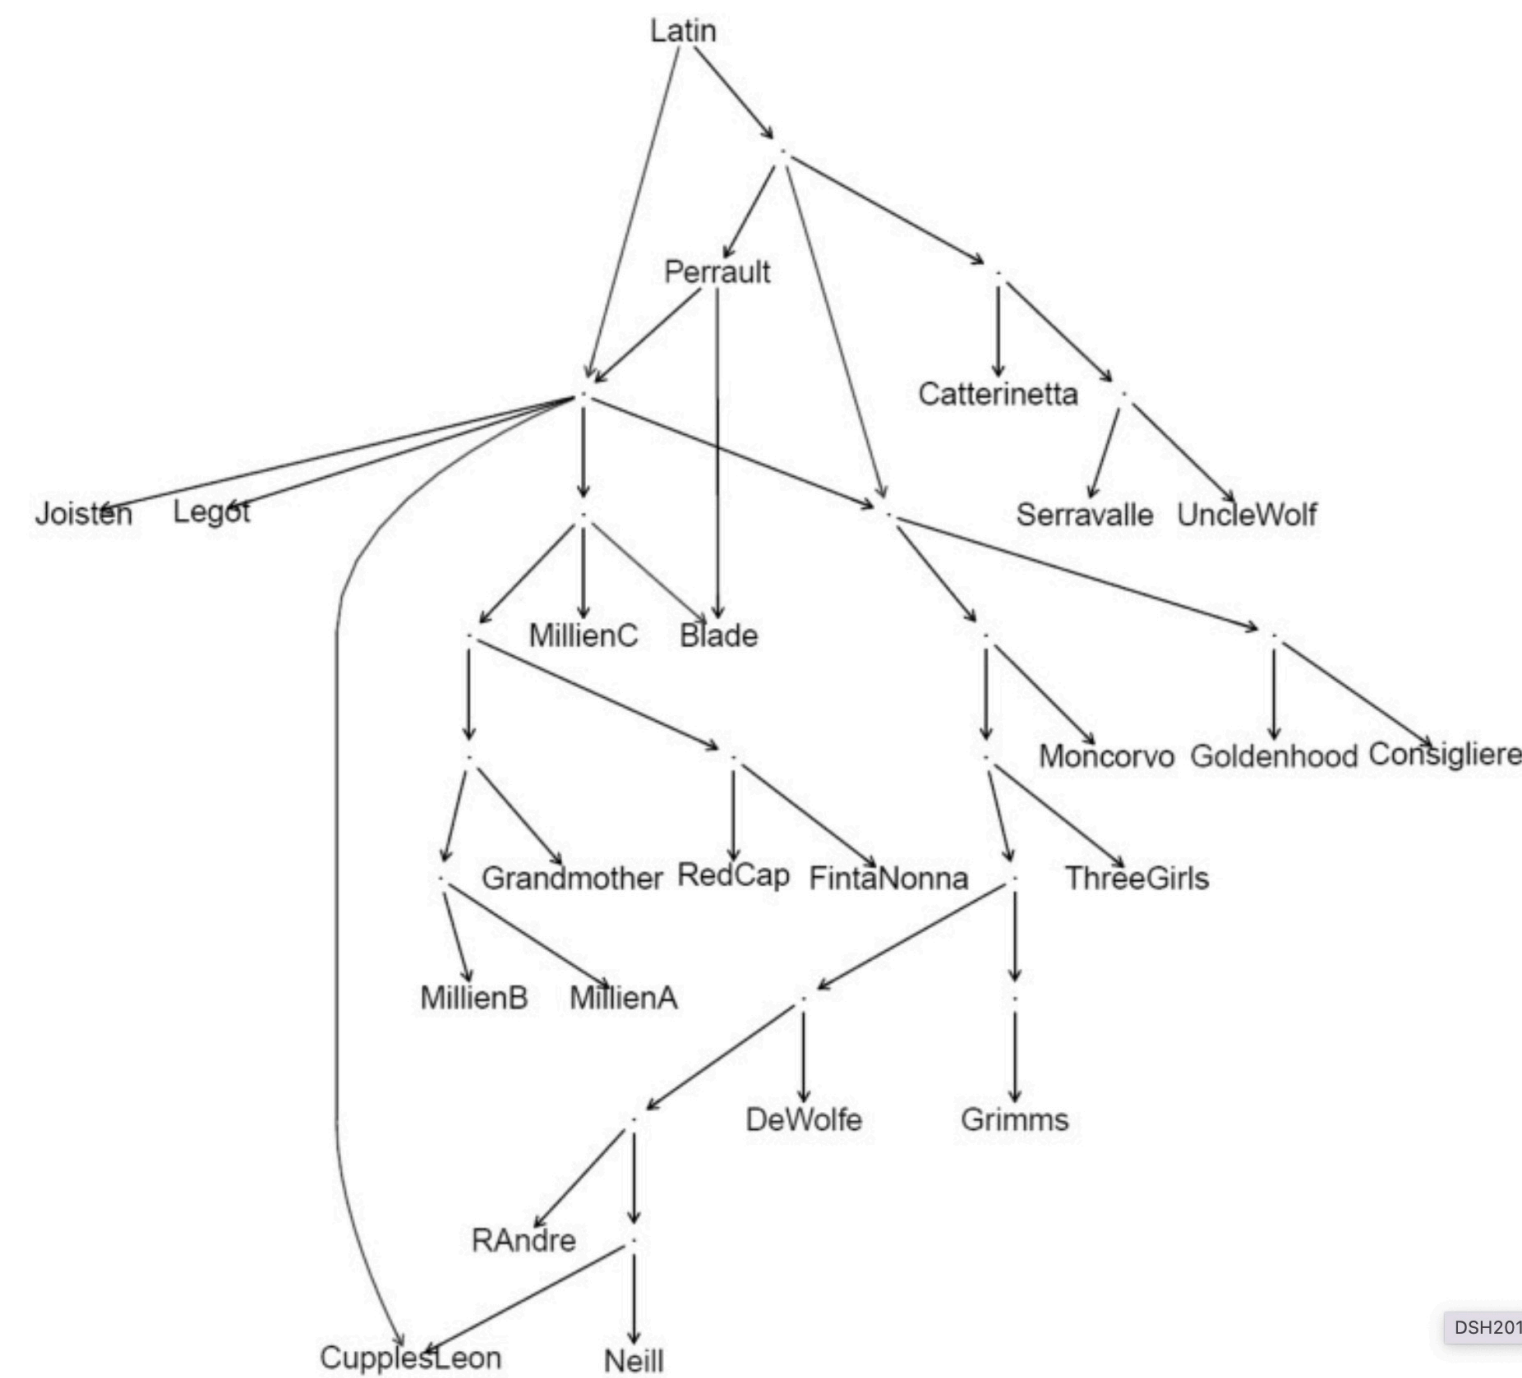 Latin
Perrault
Catterinetta
Joisten
Legot
Serravalle
UncleWolf
MillienC
Blade
Moncorvo
Goldenhood
Consigliere
Grandmother
RedCap
FintaNonna
ThreeGirls
MillienB
MillienA
DeWolfe
Grimms
RAndre
DSH201
CupplesLeon
Neill